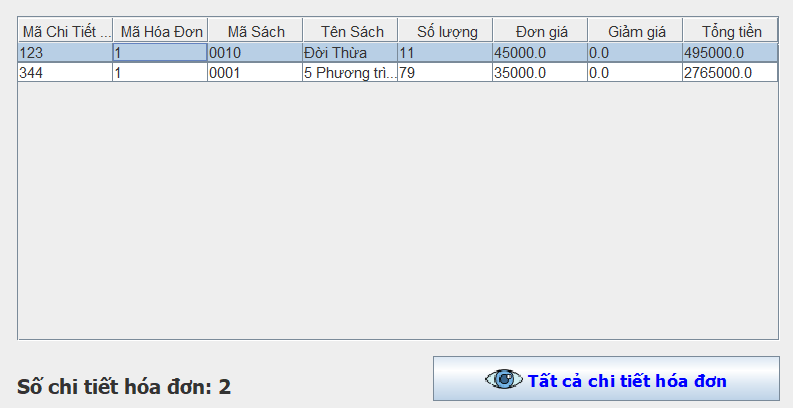 Mã Chi Tiết ... Mã Hóa Đơn Mã Sách Tên Sách Số lượng Đơn giá Giảm giá Tổng tiền
123 1 0010 Đời Thừa 11 45000.0 0.0 495000.0
344 1 0001 5 Phương trì... 79 35000.0 0.0 2765000.0
Số chi tiết hóa đơn: 2
Tất cả chi tiết hóa đơn